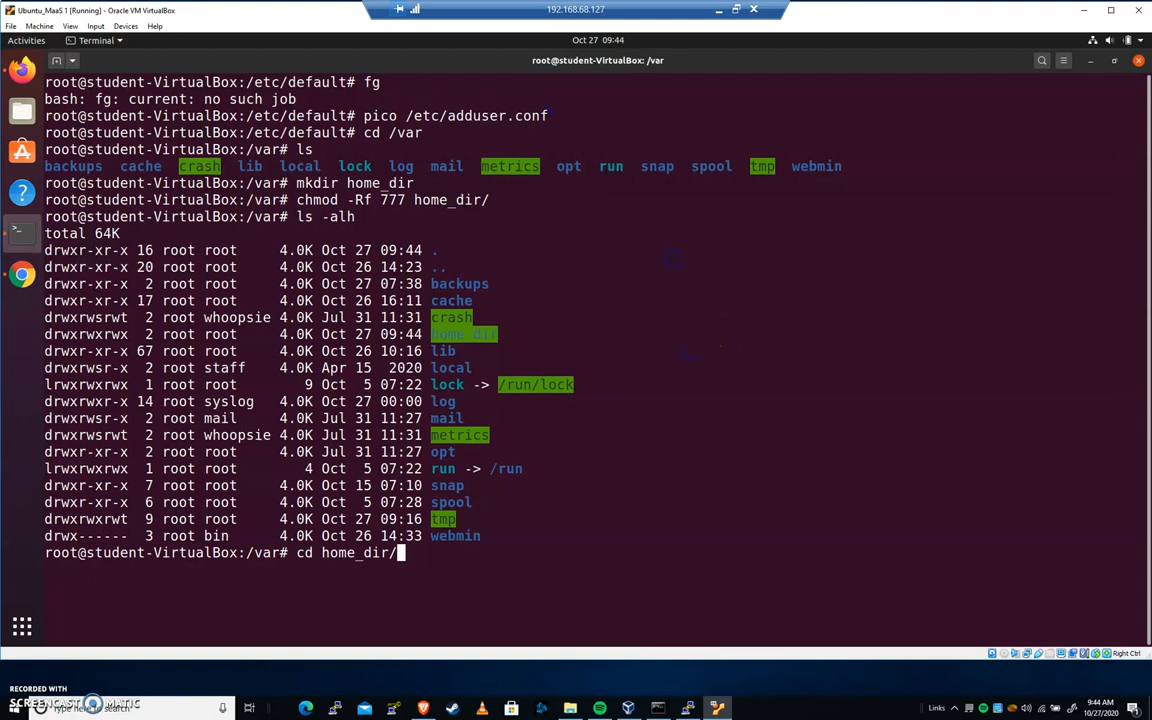 Ubuntu_MaaS 1 [Running] - Oracle VM VirtualBox
192.168.68.127
File Machine View Input Devices Help
Activities Terminal Oct 27 09:44
root@student-VirtualBox: /var
root@student-VirtualBox:/etc/default# fg
bash: fg: current: no such job
root@student-VirtualBox:/etc/default# pico /etc/adduser.conf
root@student-VirtualBox:/etc/default# cd /var
root@student-VirtualBox:/var# ls
backups cache crash lib local lock log mail metrics opt run snap spool tmp webmin
root@student-VirtualBox:/var# mkdir home_dir
root@student-VirtualBox:/var# chmod -Rf 777 home_dir/
root@student-VirtualBox:/var# ls -alh
total 64K
drwxr-xr-x 16 root root 4.0K Oct 27 09:44 .
drwxr-xr-x 20 root root 4.0K Oct 26 14:23 ..
drwxr-xr-x 2 root root 4.0K Oct 27 07:38 backups
drwxr-xr-x 17 root root 4.0K Oct 26 16:11 cache
drwxrwsrwt 2 root whoopsie 4.0K Jul 31 11:31 crash
drwxrwxrwx 2 root root 4.0K Oct 27 09:44 home_dir
drwxr-xr-x 67 root root 4.0K Oct 26 10:16 lib
drwxrwsr-x 2 root staff 4.0K Apr 15 2020 local
lrwxrwxrwx 1 root root 9 Oct 5 07:22 lock -> /run/lock
drwxrwxr-x 14 root syslog 4.0K Oct 27 00:00 log
drwxrwsr-x 2 root mail 4.0K Jul 31 11:27 mail
drwxrwsrwt 2 root whoopsie 4.0K Jul 31 11:31 metrics
drwxr-xr-x 2 root root 4.0K Jul 31 11:27 opt
lrwxrwxrwx 1 root root 4 Oct 5 07:22 run -> /run
drwxr-xr-x 7 root root 4.0K Oct 15 07:10 snap
drwxr-xr-x 6 root root 4.0K Oct 5 07:28 spool
drwxrwxrwt 9 root root 4.0K Oct 27 09:16 tmp
drwx------ 3 root bin 4.0K Oct 26 14:33 webmin
root@student-VirtualBox:/var# cd home_dir/
Right Ctrl
RECORDED WITH
SCREENCAST MATIC
Type here to search
Links
9:44 AM
10/27/2020